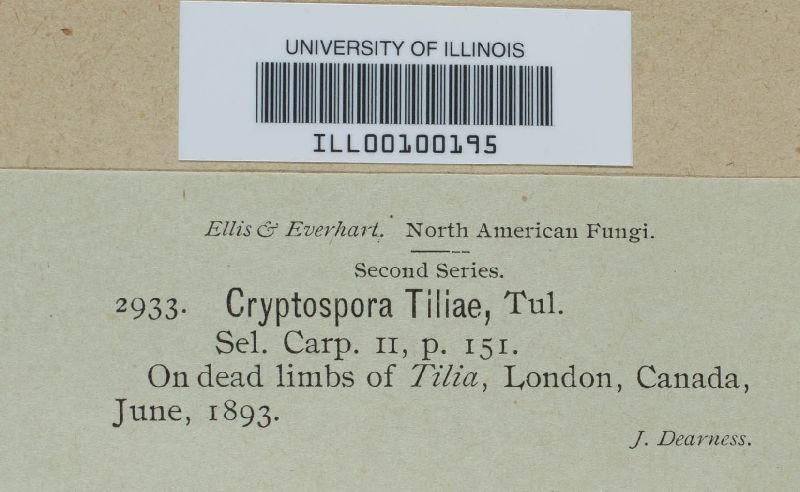 UNIVERSITY OF ILLINOIS
ILL00100195
Ellis & Everhart. North American Fungi.
Second Series.
2933. Cryptospora Tiliae, Tul.
Sel. Carp. II, p. 151.
On dead limbs of Tilia, London, Canada,
June, 1893.
J. Dearness.